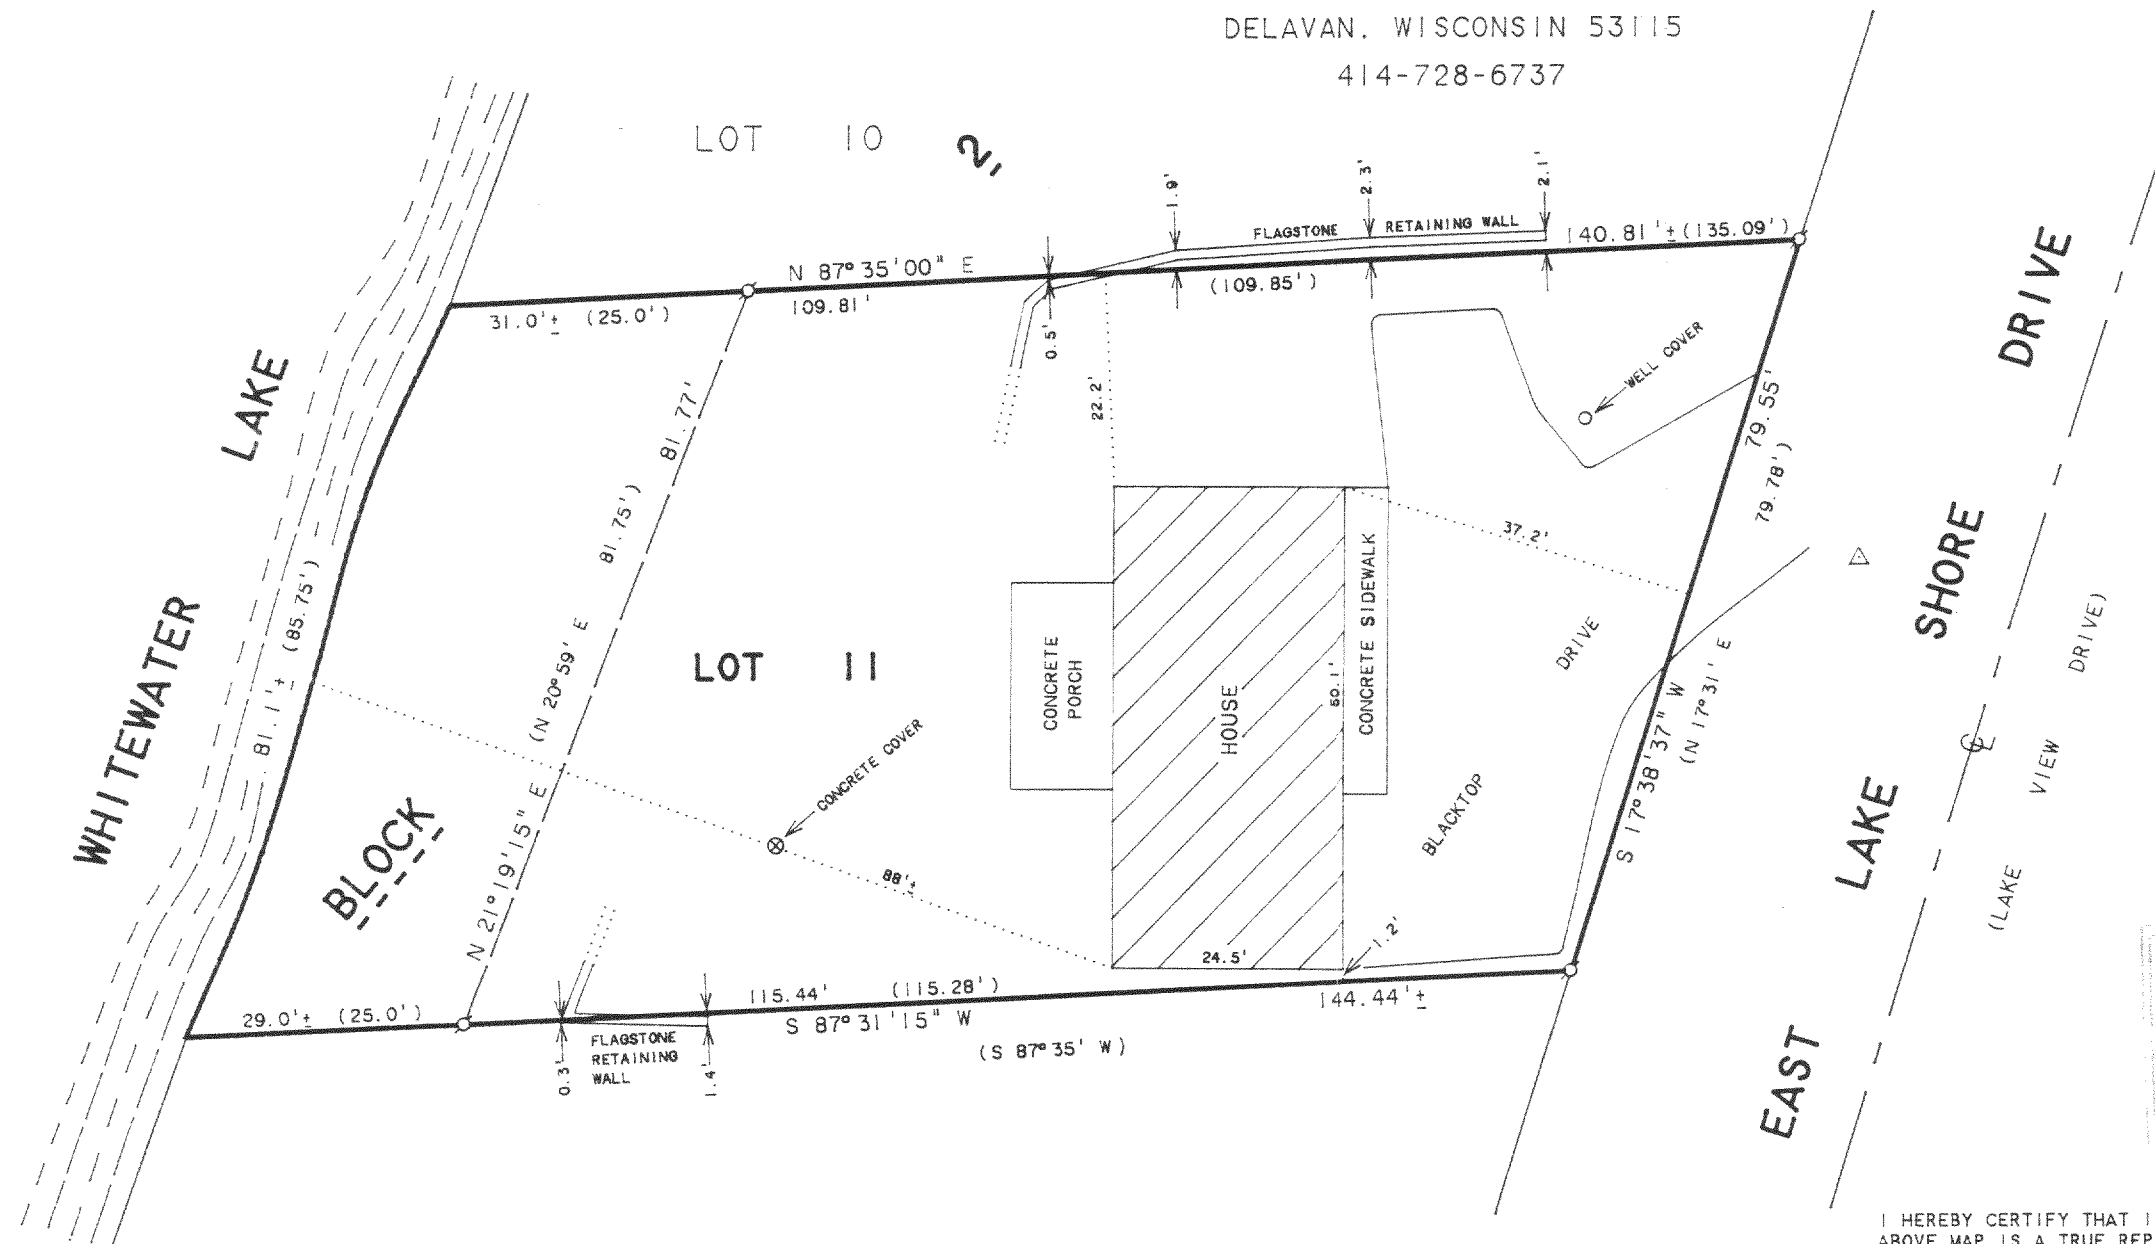 DELAVAN, WISCONSIN 53115
414-728-6737
LOT 10
2,
1.9'
2.3'
2.1'
FLAGSTONE RETAINING WALL
140.81'± (135.09')
N 87°35'00" E
109.81'
(109.85')
31.0'± (25.0')
0.5'
22.2'
WELL COVER
79.55'
79.78')
WHITEWATER LAKE
81.1'± (85.75')
N 21°19'15" E
81.77'
(N 20°59' E
81.75')
LOT 11
BLOCK
CONCRETE COVER
88'±
CONCRETE
PORCH
HOUSE
60.1'
24.5'
CONCRETE SIDEWALK
37.2'
BLACKTOP DRIVE
1.2'
S 17°38'37" W
(N 17°31' E
EAST LAKE SHORE DRIVE
(LAKE VIEW DRIVE)
29.0'± (25.0')
115.44' (115.28')
144.44'±
S 87°31'15" W
(S 87°35' W)
FLAGSTONE
RETAINING
WALL
0.3'
1.4'
I HEREBY CERTIFY THAT I
ABOVE MAP IS A TRUE REP